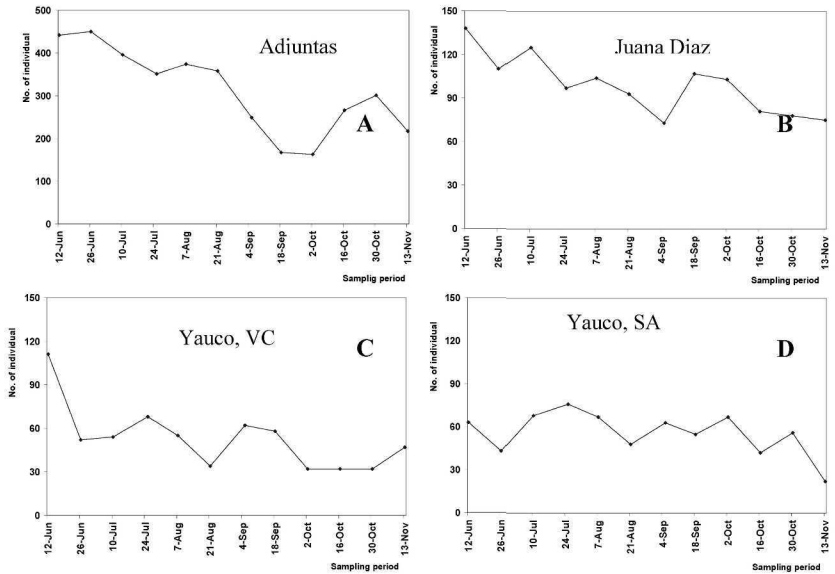 Adjuntas
A
No. of individual
500
400
300
200
100
0
12-Jun
26-Jun
10-Jul
24-Jul
7-Aug
21-Aug
4-Sep
18-Sep
2-Oct
16-Oct
30-Oct
13-Nov
Samplig period
Juana Diaz
B
No. of individual
150
120
90
60
30
0
12-Jun
26-Jun
10-Jul
24-Jul
7-Aug
21-Aug
4-Sep
18-Sep
2-Oct
16-Oct
30-Oct
13-Nov
Sampling period
Yauco, VC
C
No. of individual
150
120
90
60
30
0
12-Jun
26-Jun
10-Jul
24-Jul
7-Aug
21-Aug
4-Sep
18-Sep
2-Oct
16-Oct
30-Oct
13-Nov
Sampling period
Yauco, SA
D
No. of individual
150
120
90
60
30
0
12-Jun
26-Jun
10-Jul
24-Jul
7-Aug
21-Aug
4-Sep
18-Sep
2-Oct
16-Oct
30-Oct
13-Nov
Sampling period